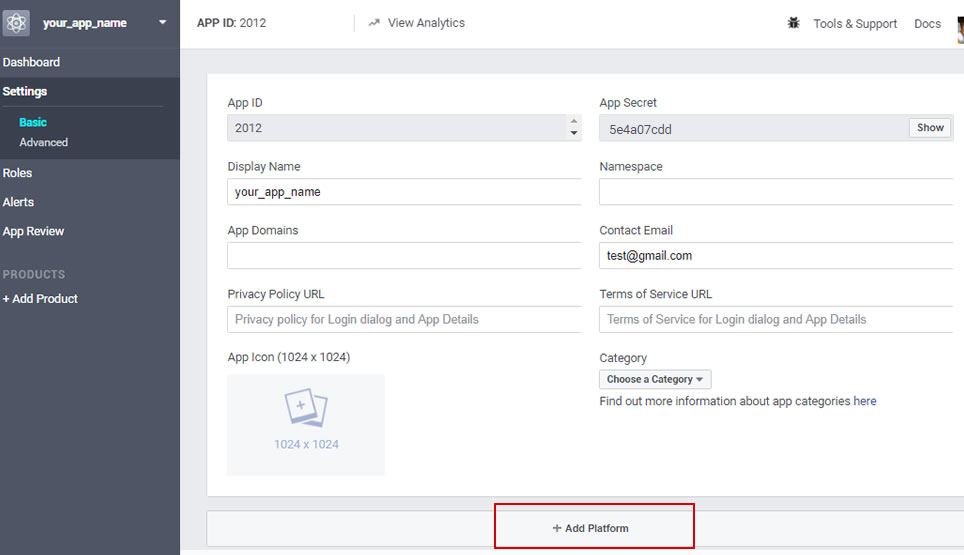 your_app_name
APP ID: 2012
View Analytics
Tools & Support
Docs
Dashboard
Settings
Basic
Advanced
Roles
Alerts
App Review
PRODUCTS
+ Add Product
App ID
2012
App Secret
5e4a07cdd
Show
Display Name
your_app_name
Namespace
App Domains
Contact Email
test@gmail.com
Privacy Policy URL
Privacy policy for Login dialog and App Details
Terms of Service URL
Terms of Service for Login dialog and App Details
App Icon (1024 x 1024)
1024 x 1024
Category
Choose a Category
Find out more information about app categories here
+ Add Platform